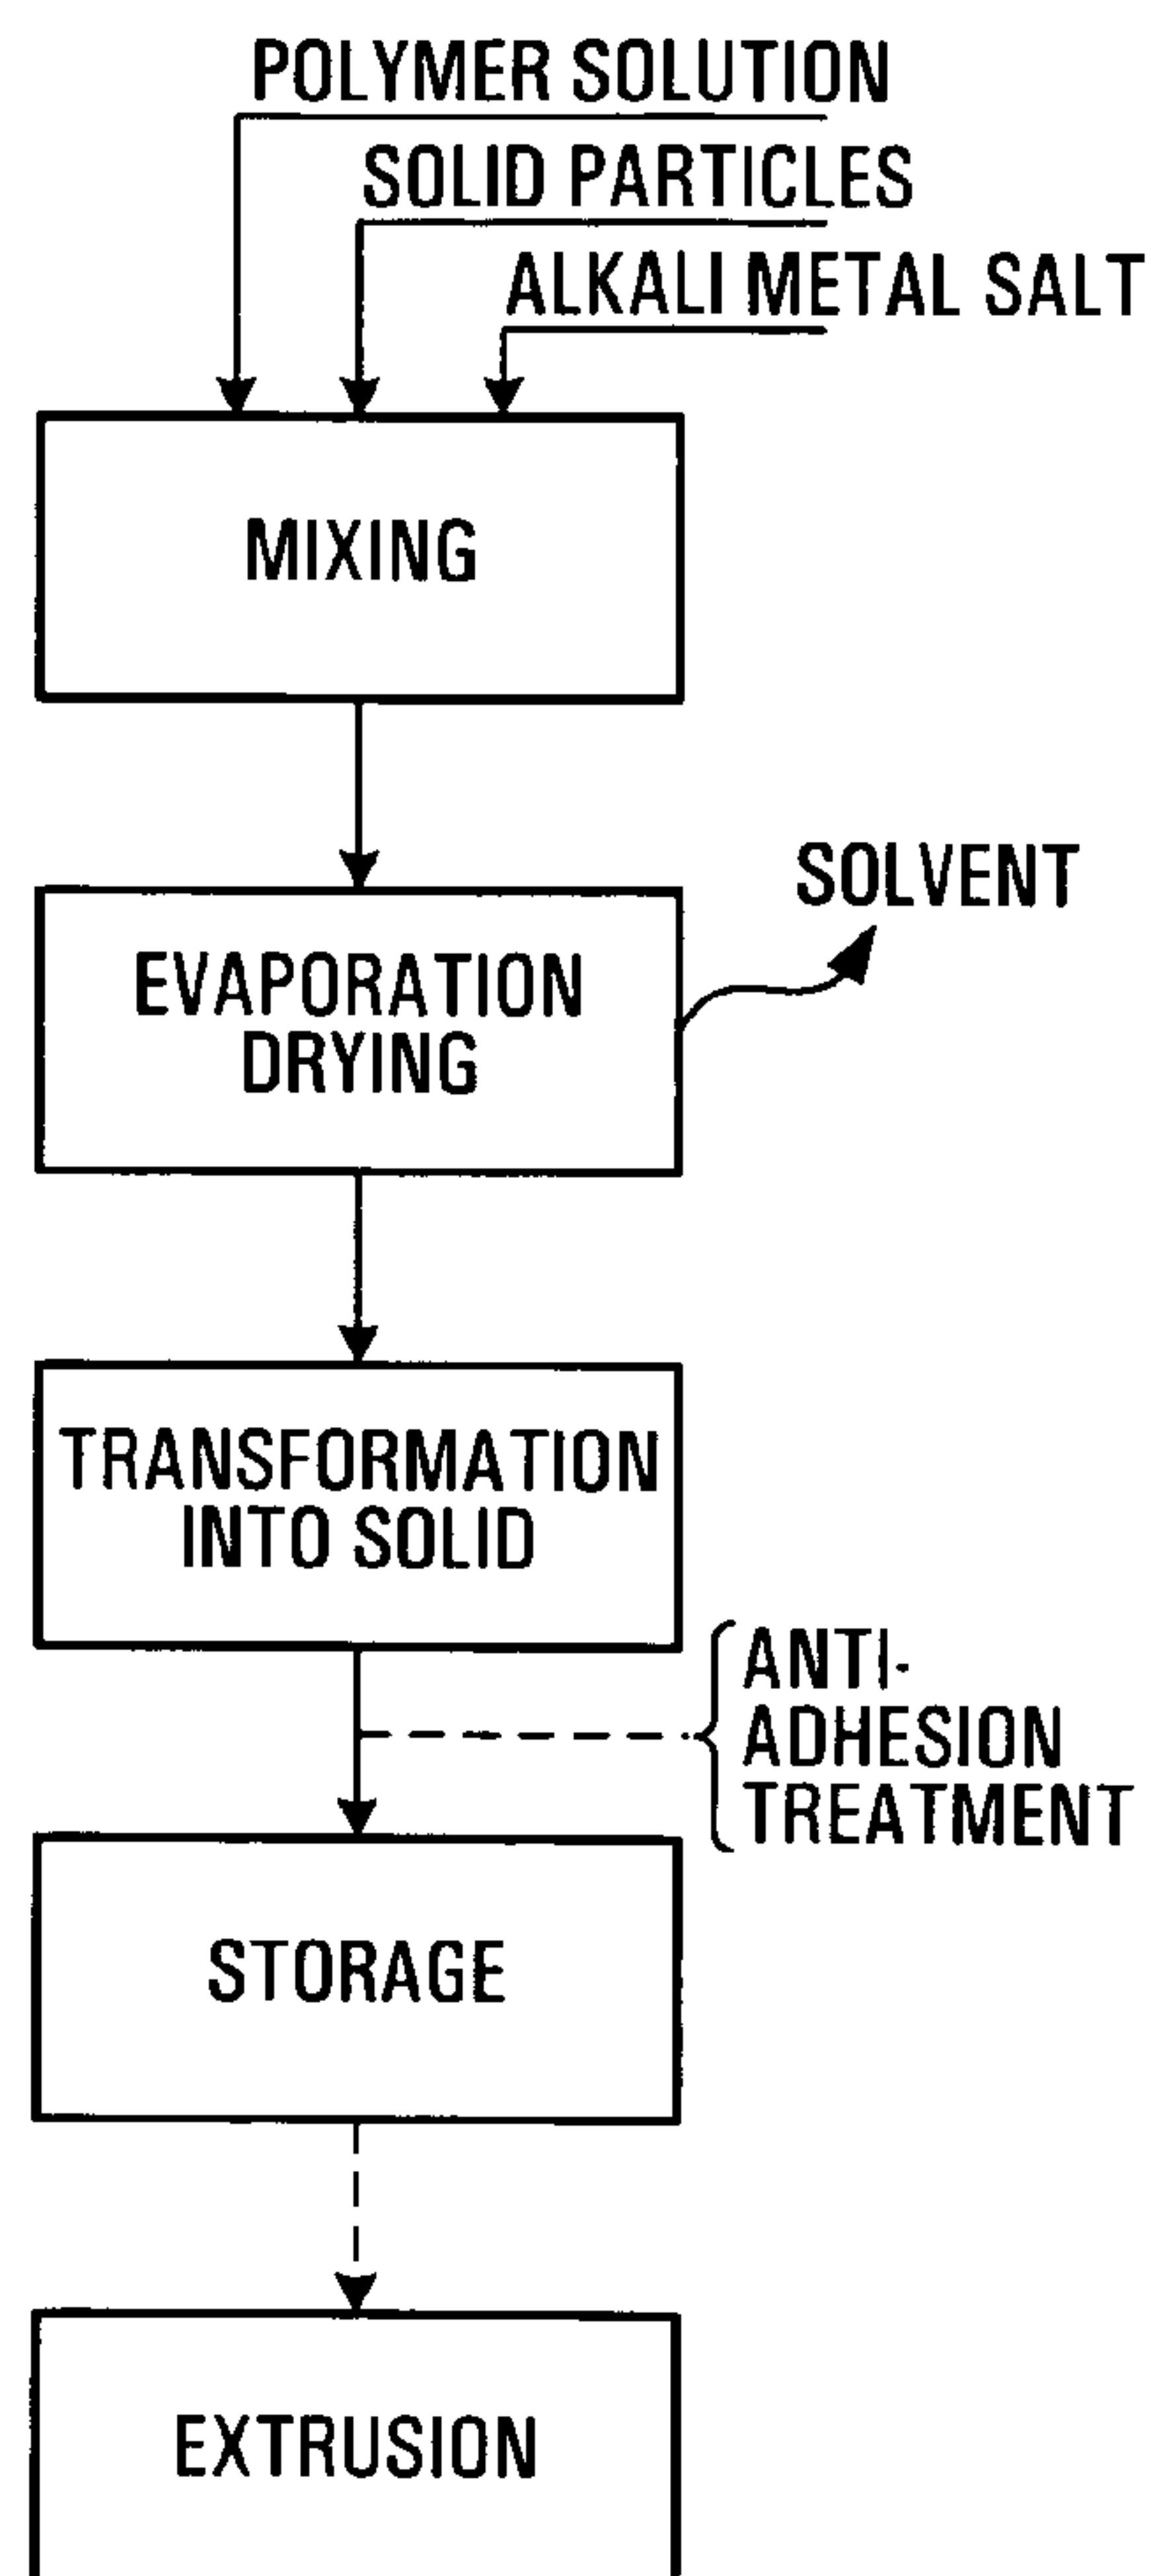 POLYMER SOLUTION
SOLID PARTICLES
ALKALI METAL SALT
MIXING
SOLVENT
EVAPORATION
DRYING
TRANSFORMATION
INTO SOLID
ANTI-
ADHESION
TREATMENT
STORAGE
EXTRUSION